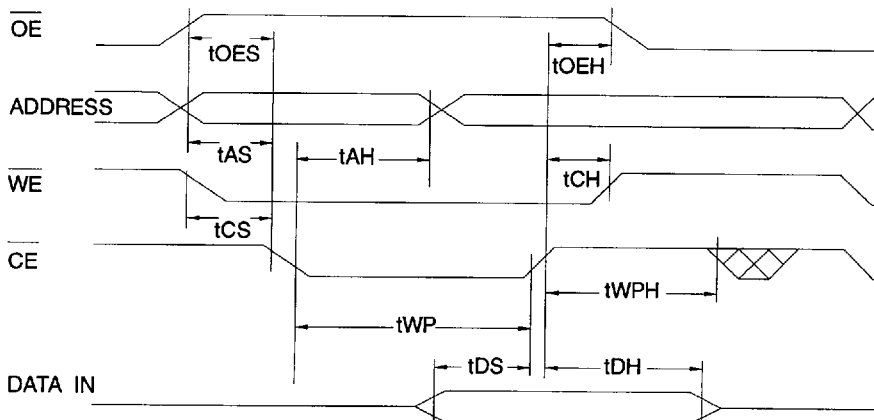 OE
tOES
tOEH
ADDRESS
tAS
tAH
tCH
WE
tCS
CE
tWPH
tWP
tDS
tDH
DATA IN